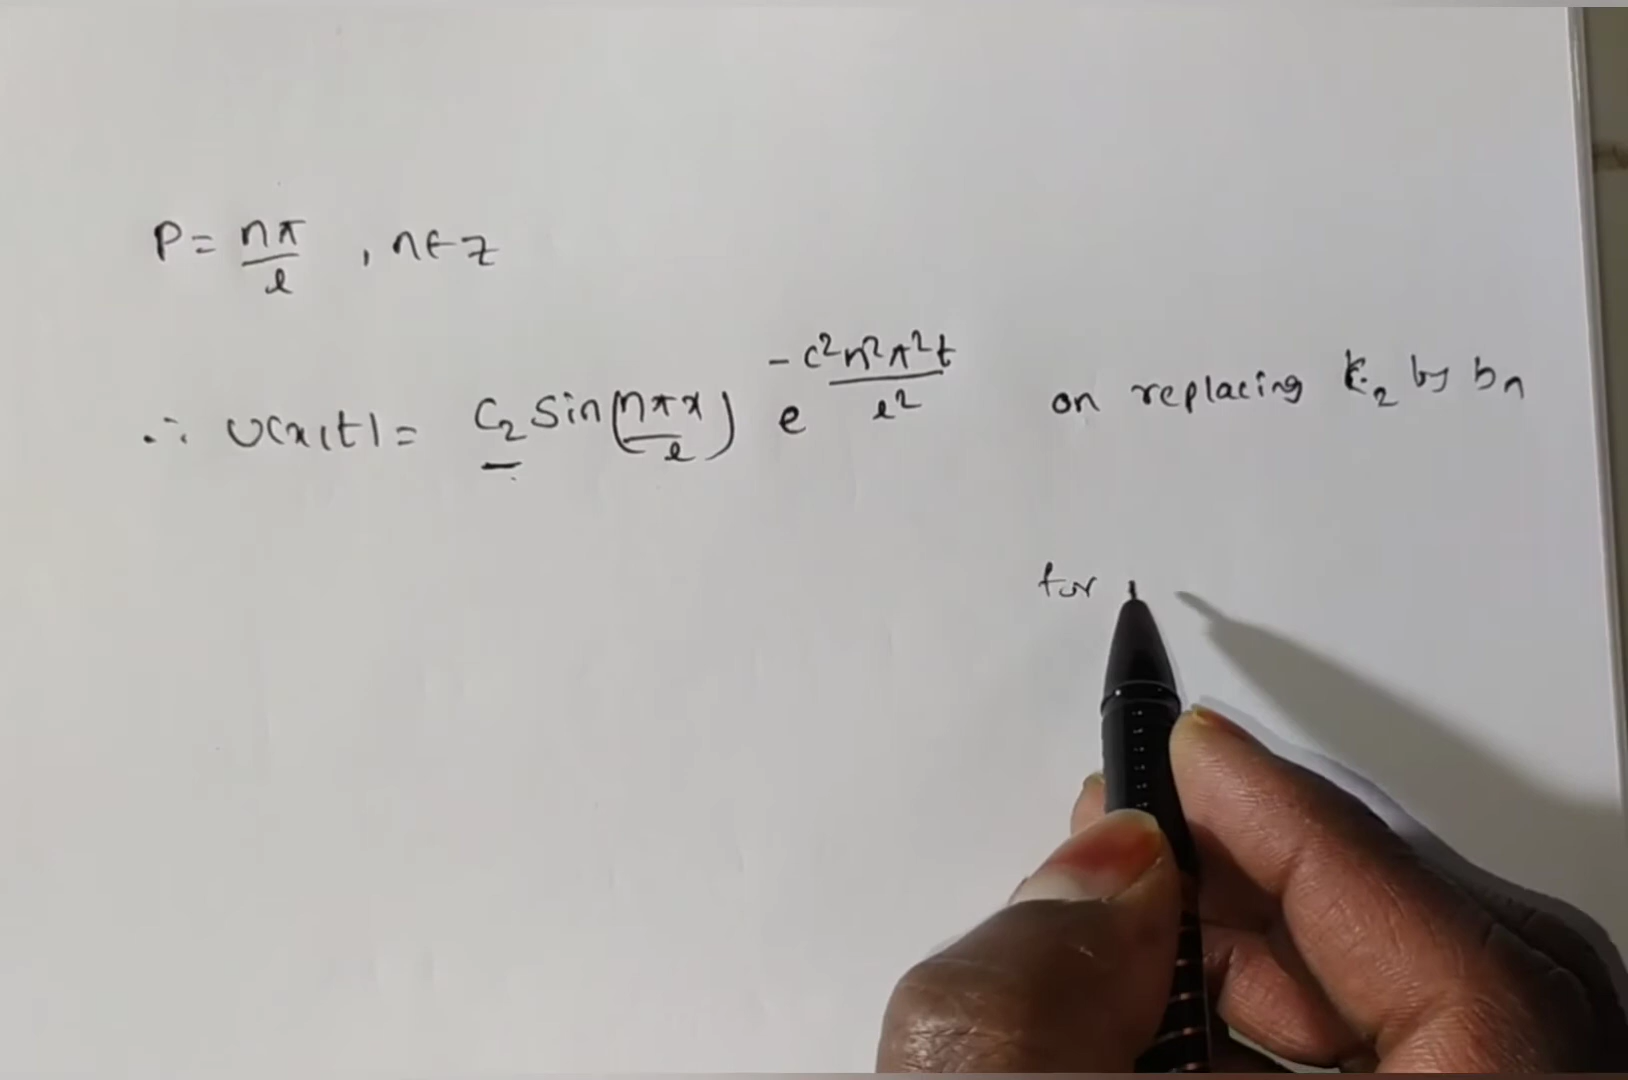 P = nπ/l , n ∈ z
∴ U(x,t) = C₂ Sin(nπx/l) e^(-c²n²π²t/l²) on replacing k₂ by bn
for